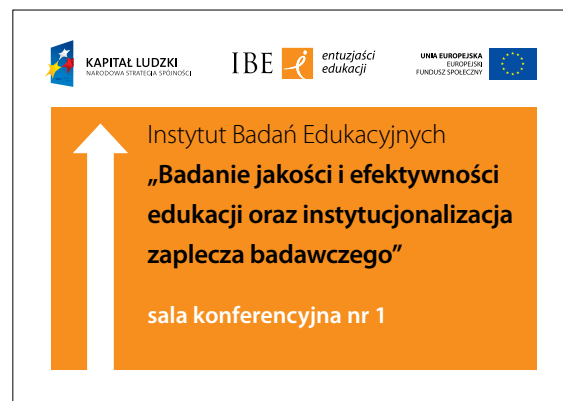 KAPITAŁ LUDZKI
NARODOWA STRATEGIA SPÓJNOŚCI
IBE
entuzjaści
edukacji
UNIA EUROPEJSKA
EUROPEJSKI
FUNDUSZ SPOŁECZNY
Instytut Badań Edukacyjnych
„Badanie jakości i efektywności
edukacji oraz instytucjonalizacja
zaplecza badawczego”
sala konferencyjna nr 1